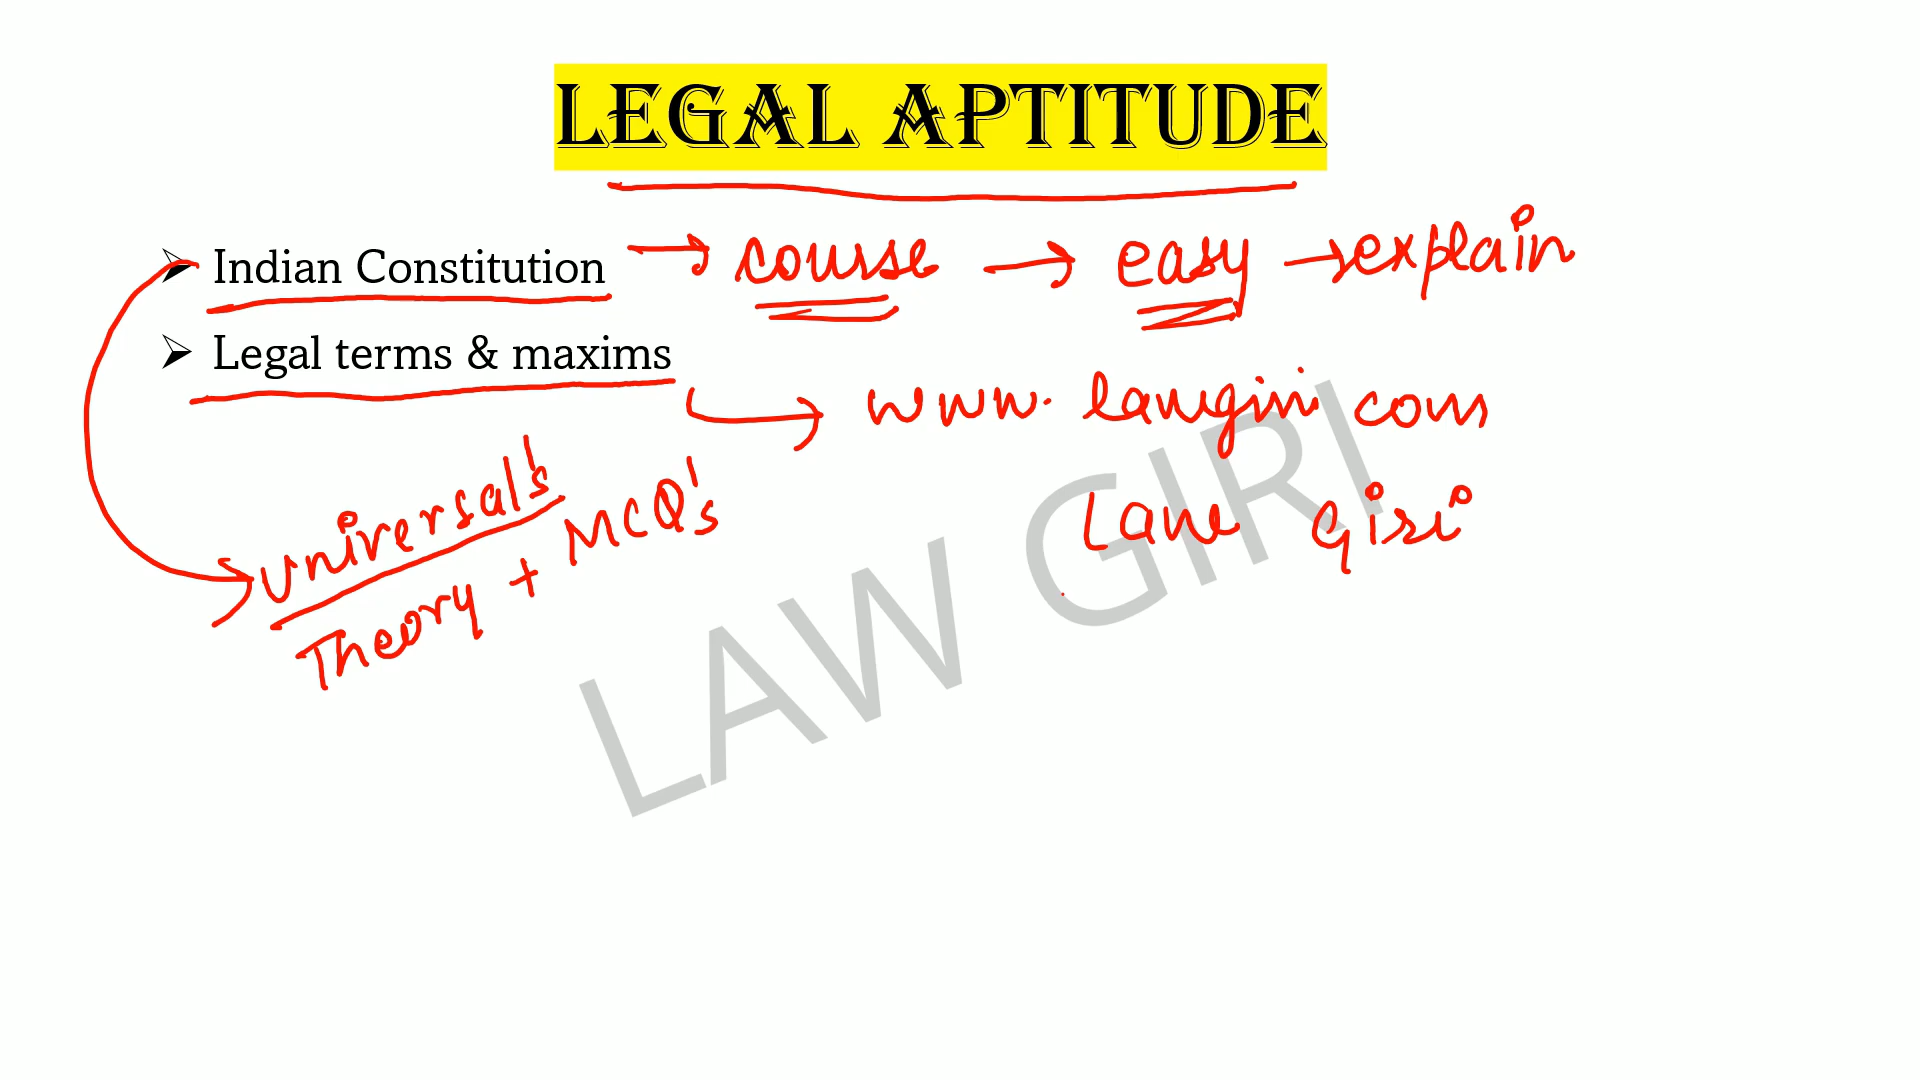 LEGAL APTITUDE
➢ Indian Constitution → course → easy → explain
➢ Legal terms & maxims
www. lawgiri com
Law Giri
Universal's
Theory + MCQ's
LAW GIRI